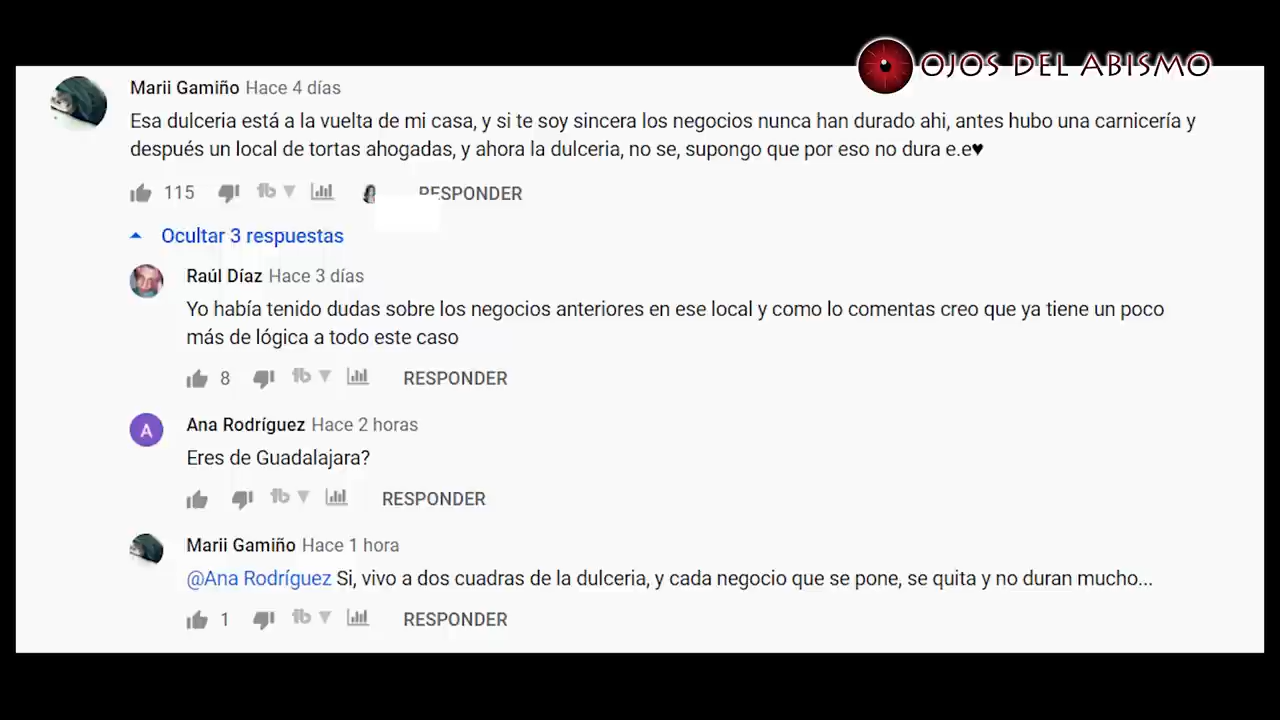 OJOS DEL ABISMO
Marii Gamiño Hace 4 días
Esa dulceria está a la vuelta de mi casa, y si te soy sincera los negocios nunca han durado ahi, antes hubo una carnicería y
después un local de tortas ahogadas, y ahora la dulceria, no se, supongo que por eso no dura e.e♥
115 RESPONDER
Ocultar 3 respuestas
Raúl Díaz Hace 3 días
Yo había tenido dudas sobre los negocios anteriores en ese local y como lo comentas creo que ya tiene un poco
más de lógica a todo este caso
8 RESPONDER
A
Ana Rodríguez Hace 2 horas
Eres de Guadalajara?
RESPONDER
Marii Gamiño Hace 1 hora
@Ana Rodríguez Si, vivo a dos cuadras de la dulceria, y cada negocio que se pone, se quita y no duran mucho...
1 RESPONDER